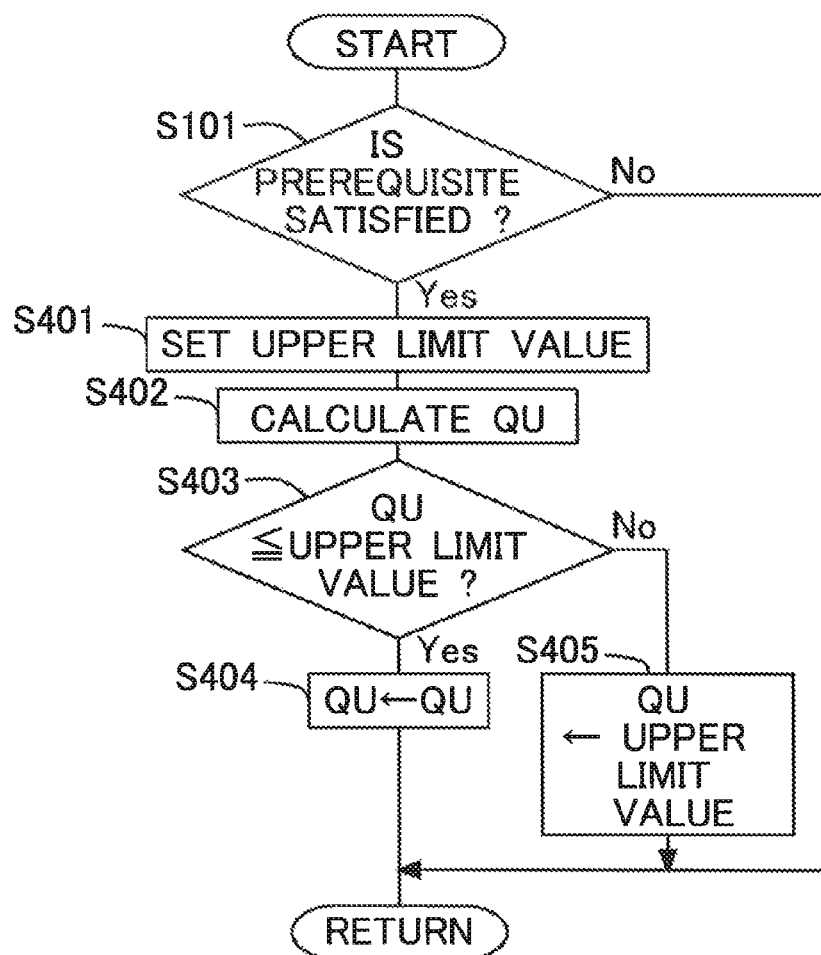 START
S101
IS
PREREQUISITE
SATISFIED ?
No
Yes
S401
SET UPPER LIMIT VALUE
S402
CALCULATE QU
S403
QU
≦UPPER LIMIT
VALUE ?
No
Yes
S404
QU←QU
S405
QU
← UPPER
LIMIT
VALUE
RETURN